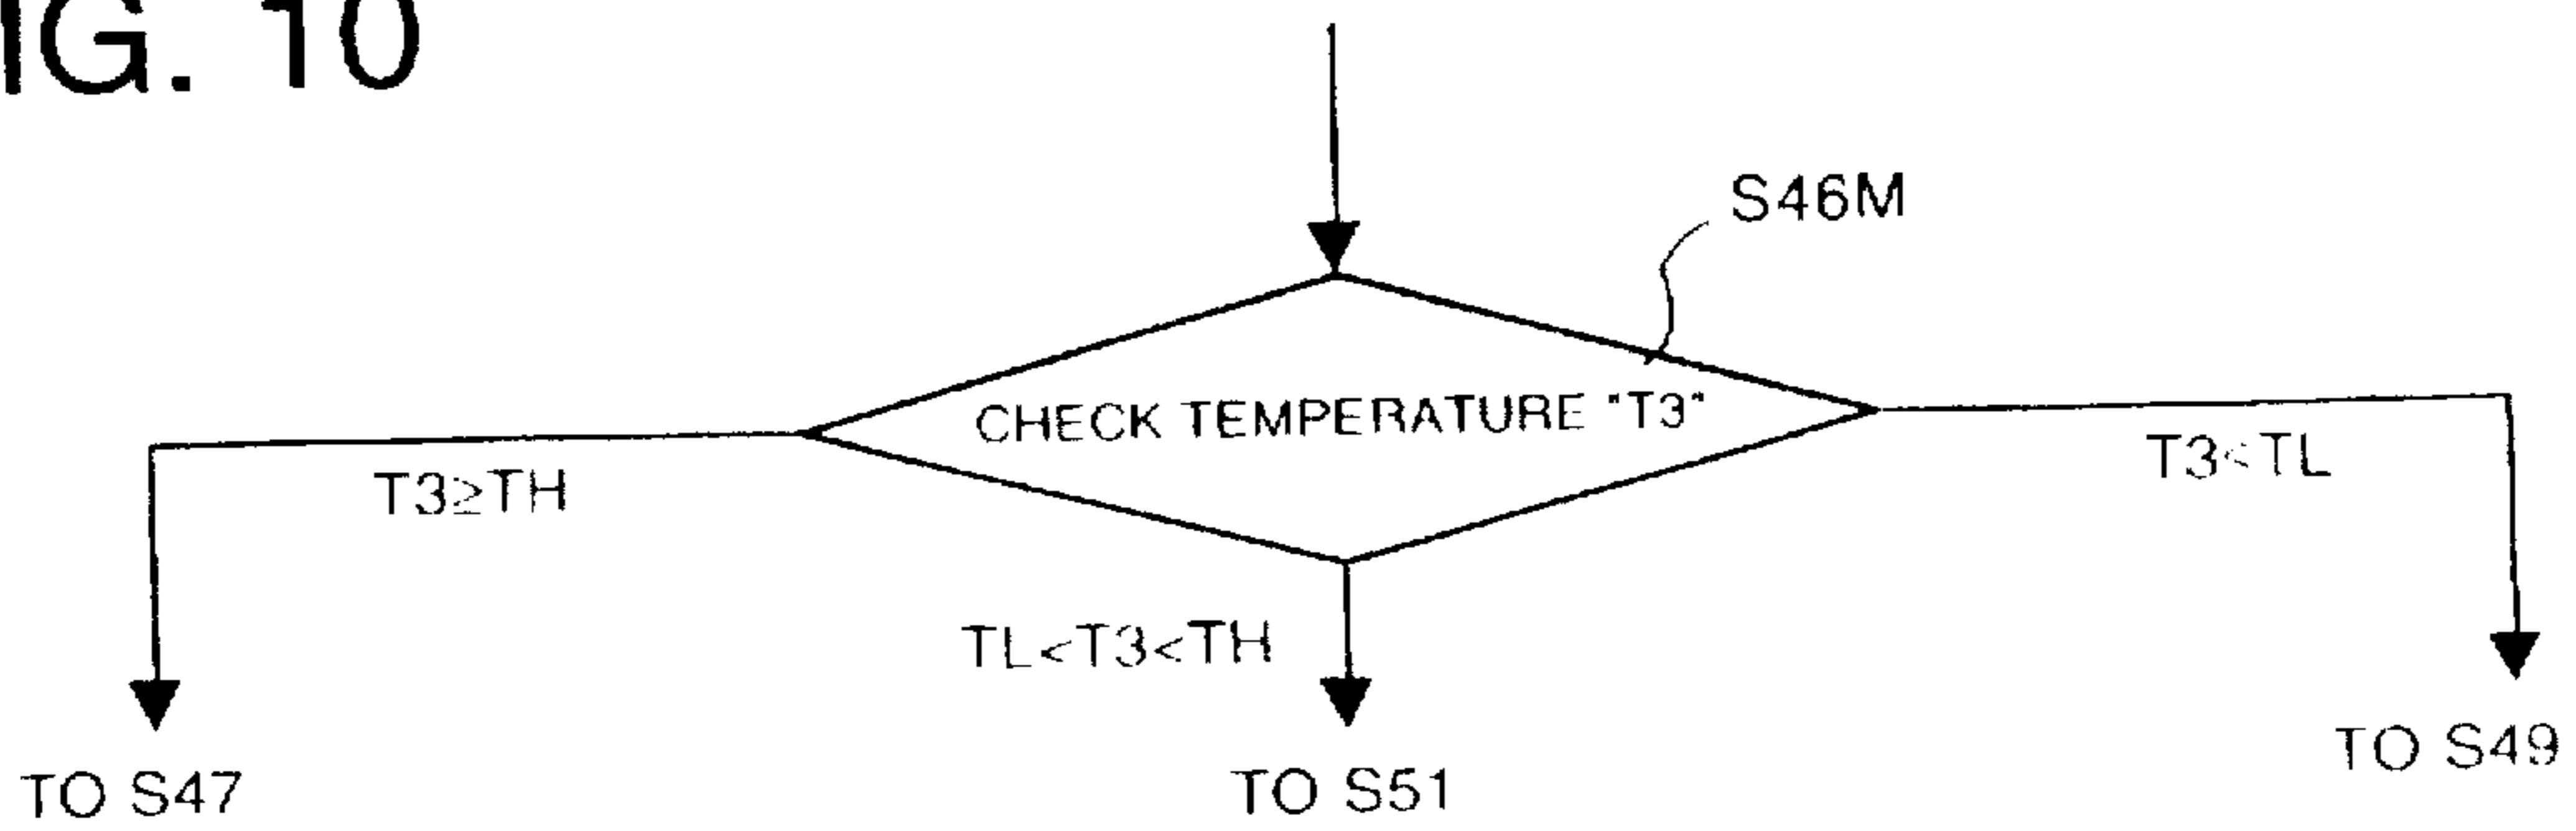 IG. 10
S46M
CHECK TEMPERATURE "T3"
T3≥TH
T3<TL
TL<T3<TH
TO S47
TO S51
TO S49